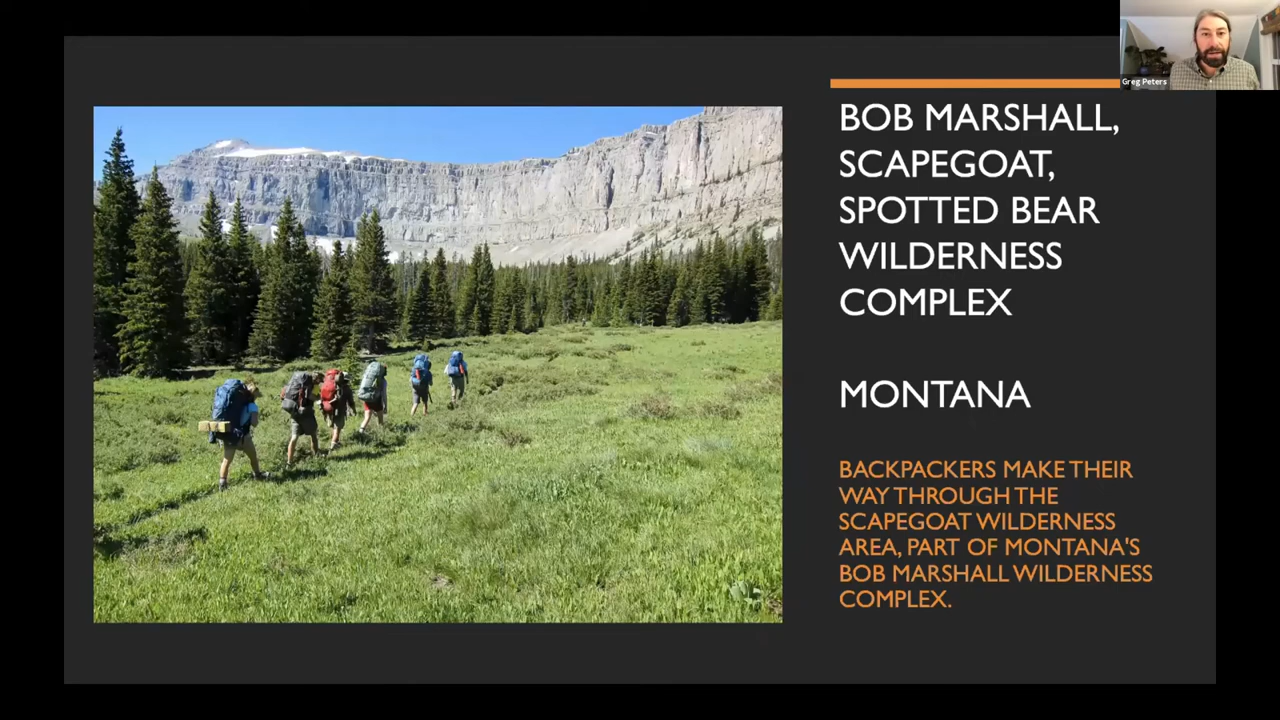 Greg Peters
BOB MARSHALL,
SCAPEGOAT,
SPOTTED BEAR
WILDERNESS
COMPLEX
MONTANA
BACKPACKERS MAKE THEIR
WAY THROUGH THE
SCAPEGOAT WILDERNESS
AREA, PART OF MONTANA'S
BOB MARSHALL WILDERNESS
COMPLEX.